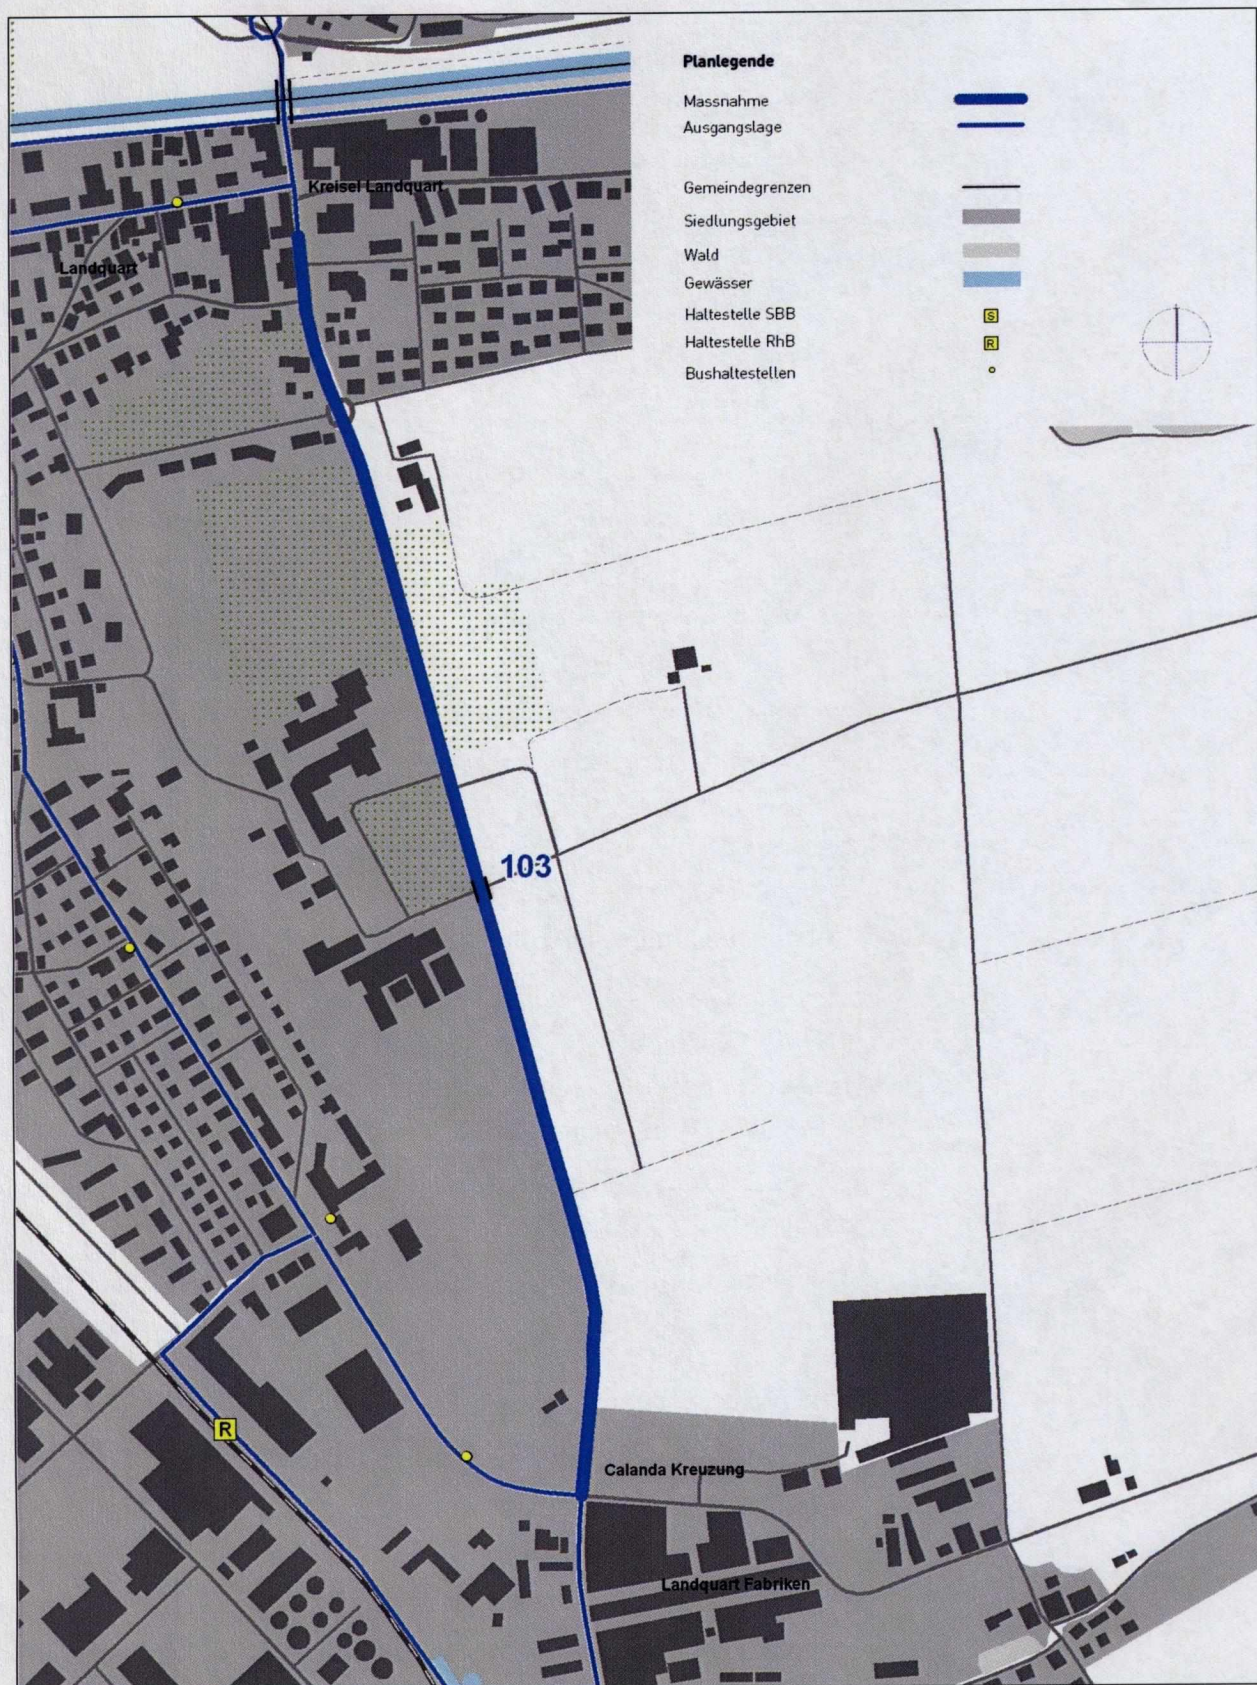 Planlegende
Massnahme
Ausgangslage
Gemeindegrenzen
Siedlungsgebiet
Wald
Gewässer
Haltestelle SBB S
Haltestelle RhB R
Bushaltestellen
Kreisel Landquart
Landquart
103
R
Calanda Kreuzung
Landquart Fabriken